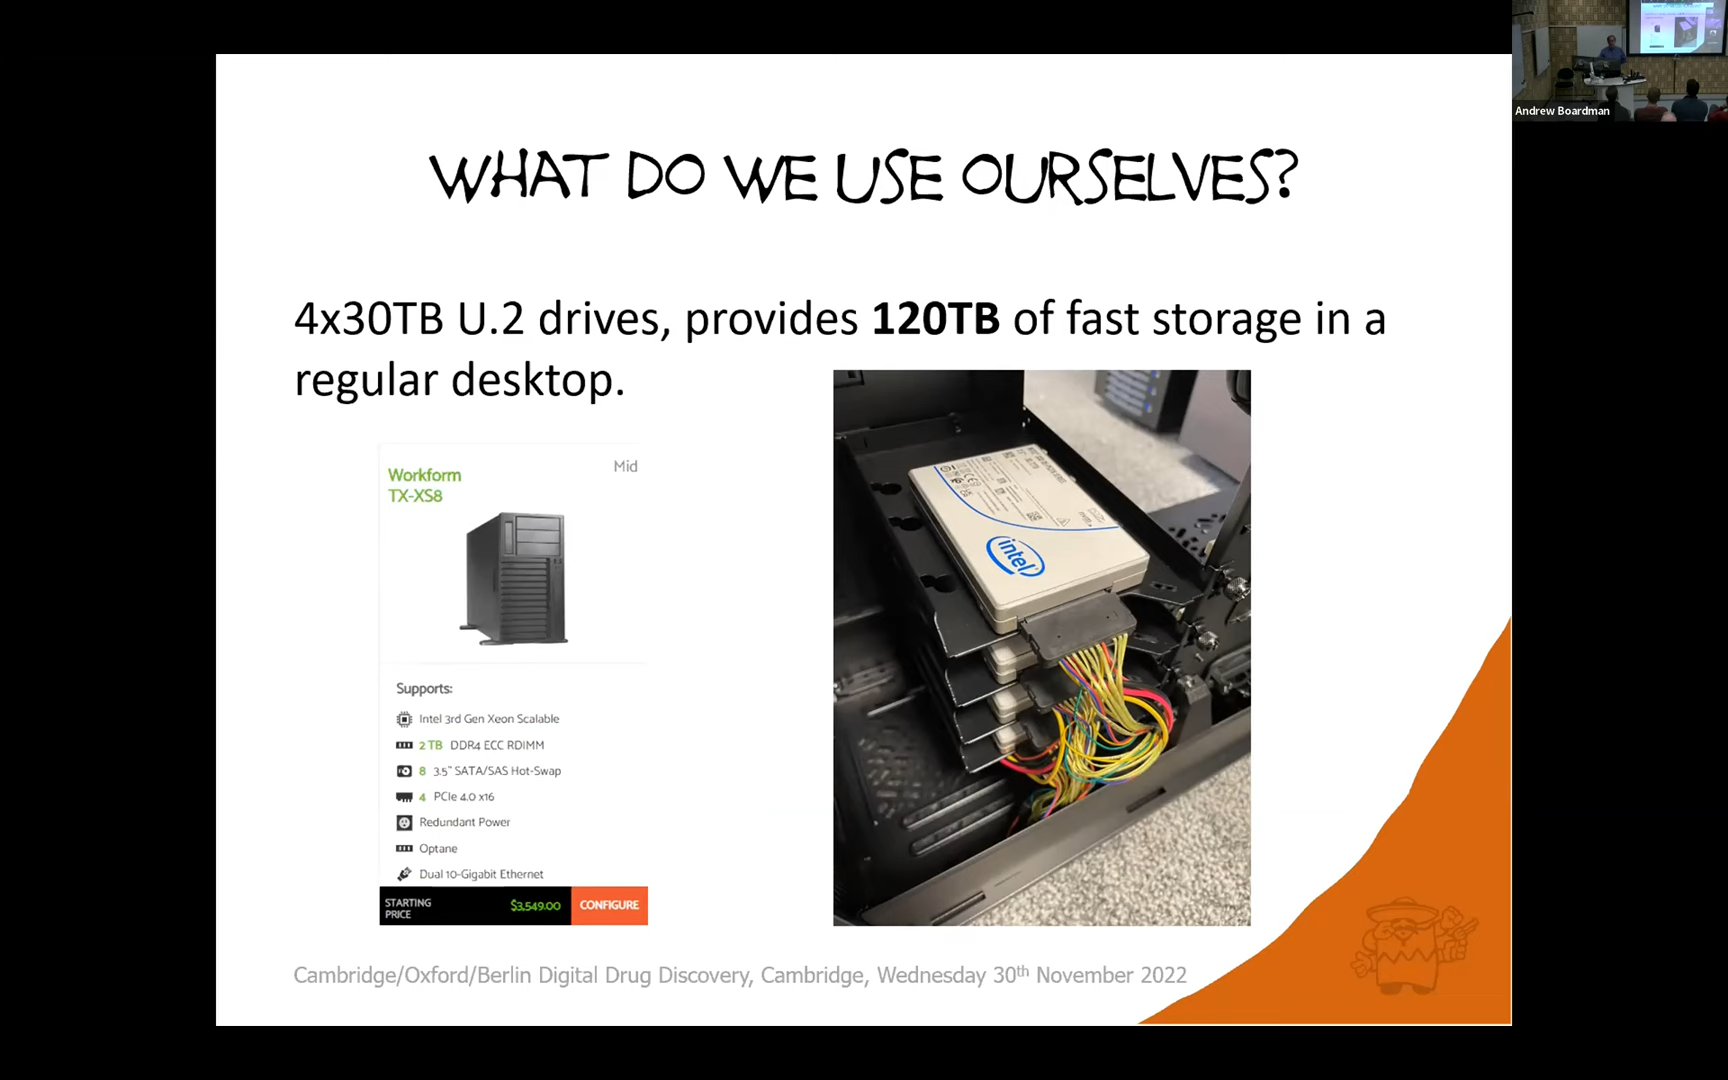 Andrew Boardman
WHAT DO WE USE OURSELVES?
4x30TB U.2 drives, provides 120TB of fast storage in a
regular desktop.
Workform
TX-XS8
Mid
Supports:
Intel 3rd Gen Xeon Scalable
2 TB DDR4 ECC RDIMM
8 3.5" SATA/SAS Hot-Swap
4 PCIe 4.0 x16
Redundant Power
Optane
Dual 10-Gigabit Ethernet
STARTING
PRICE
$3,549.00
CONFIGURE
intel
Cambridge/Oxford/Berlin Digital Drug Discovery, Cambridge, Wednesday 30th November 2022